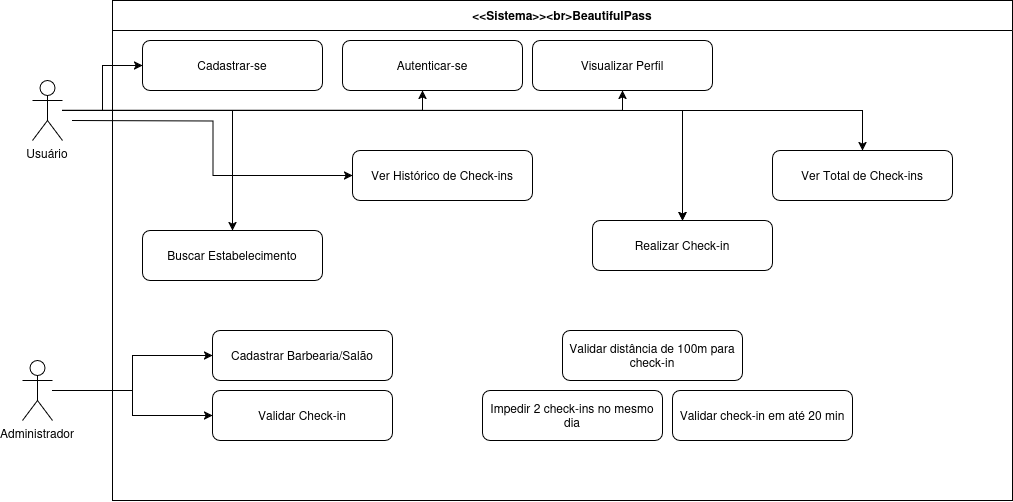 <<Sistema>><br>BeautifulPass
Cadastrar-se
Autenticar-se
Visualizar Perfil
Usuário
Ver Histórico de Check-ins
Ver Total de Check-ins
Buscar Estabelecimento
Realizar Check-in
Cadastrar Barbearia/Salão
Validar distância de 100m para
check-in
Administrador
Validar Check-in
Impedir 2 check-ins no mesmo
dia
Validar check-in em até 20 min